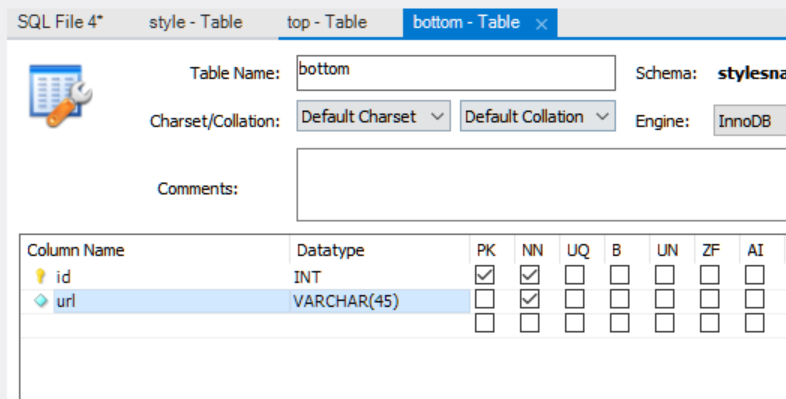 SQL File 4* style - Table top - Table bottom - Table ×
Table Name: bottom Schema: stylesna
Charset/Collation: Default Charset Default Collation Engine: InnoDB
Comments:
Column Name Datatype PK NN UQ B UN ZF AI
id INT
url VARCHAR(45)